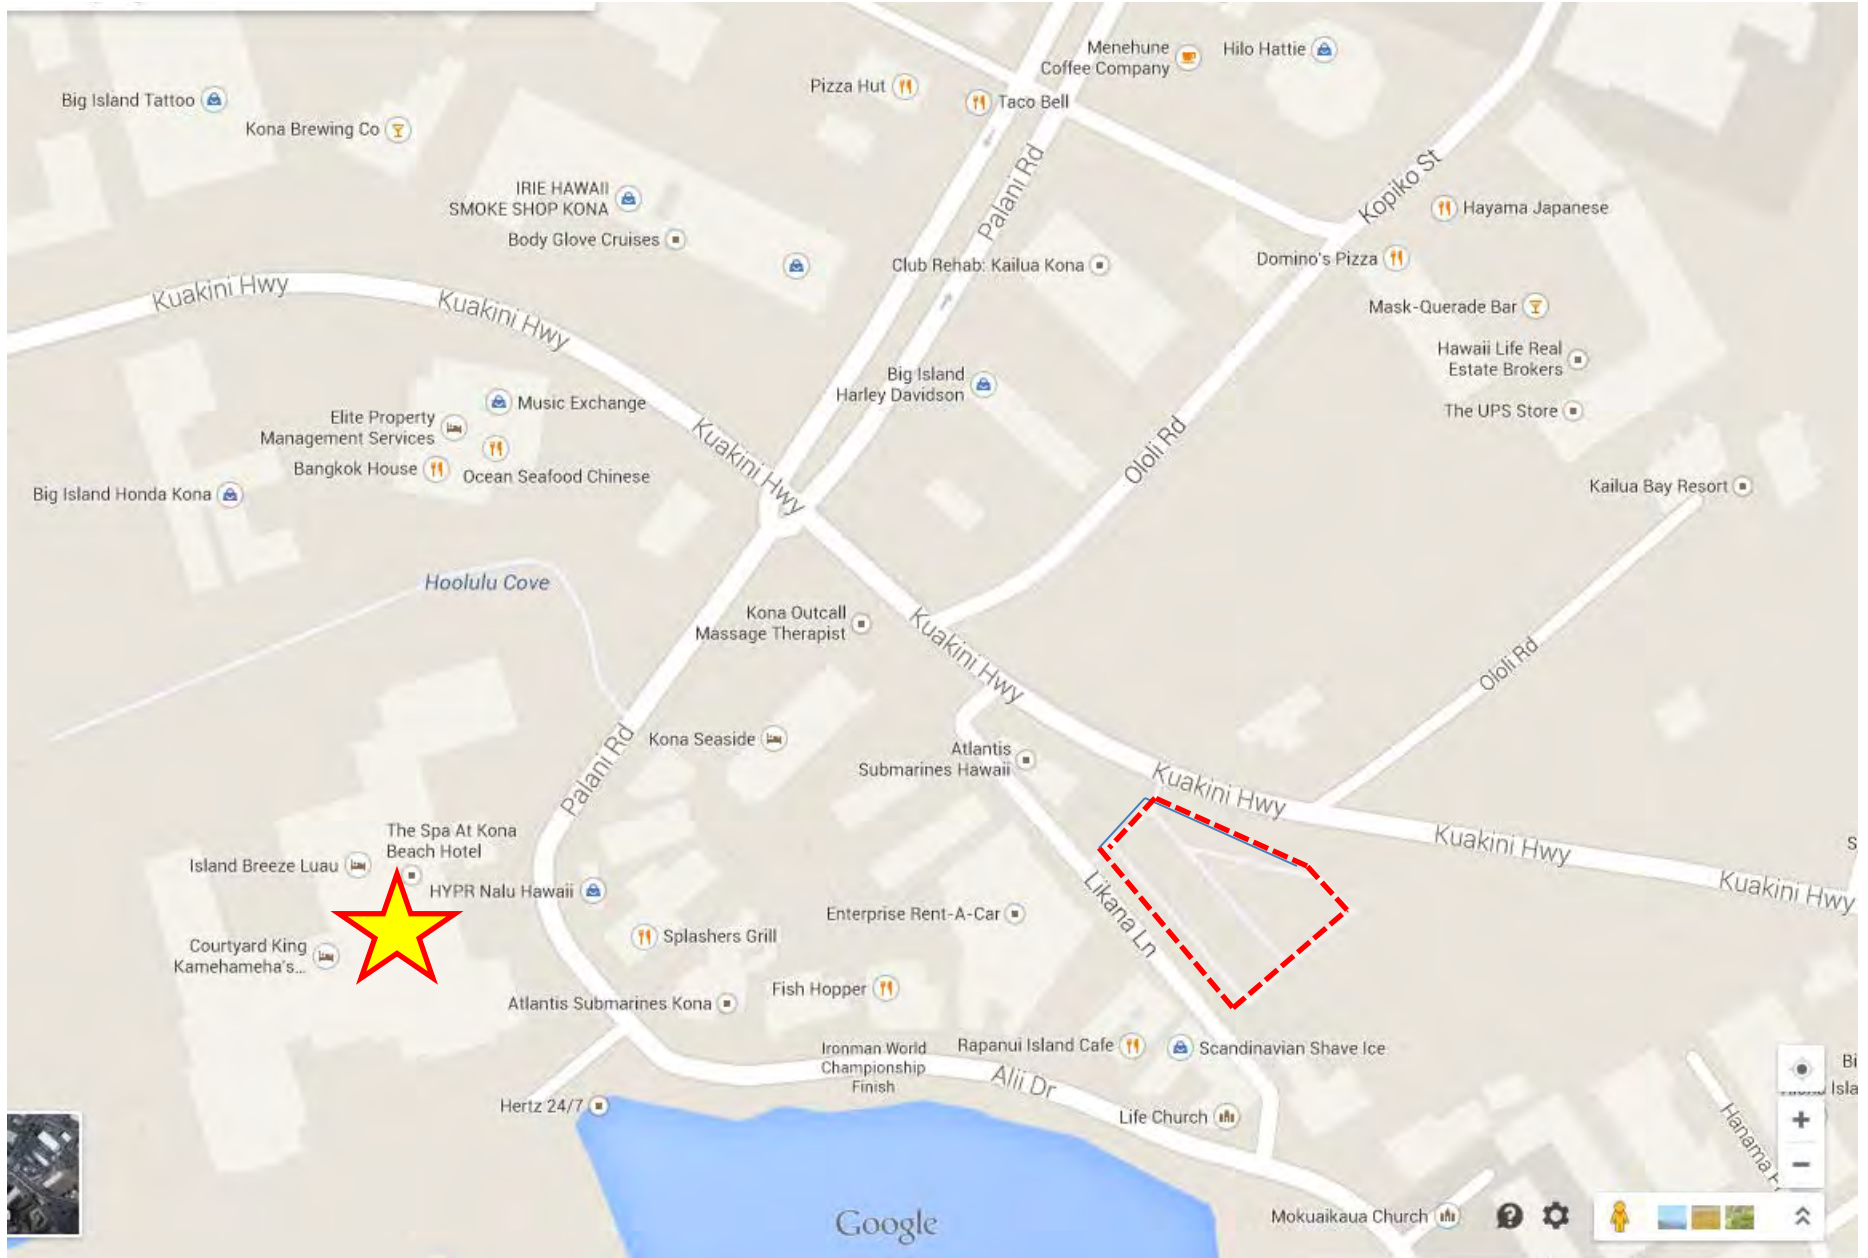 Menehune
Coffee Company
Hilo Hattie
Pizza Hut
Taco Bell
Big Island Tattoo
Kona Brewing Co
IRIE HAWAII
SMOKE SHOP KONA
Body Glove Cruises
Palani Rd
Kopiko St
Hayama Japanese
Club Rehab: Kailua Kona
Domino's Pizza
Kuakini Hwy
Kuakini Hwy
Mask-Querade Bar
Hawaii Life Real
Estate Brokers
Big Island
Harley Davidson
The UPS Store
Music Exchange
Elite Property
Management Services
Bangkok House
Ocean Seafood Chinese
Kuakini Hwy
Ololi Rd
Big Island Honda Kona
Kailua Bay Resort
Hoolulu Cove
Kona Outcall
Massage Therapist
Kuakini Hwy
Ololi Rd
Kona Seaside
Atlantis
Submarines Hawaii
Palani Rd
Kuakini Hwy
Kuakini Hwy
Kuakini Hwy
The Spa At Kona
Beach Hotel
Island Breeze Luau
HYPR Nalu Hawaii
Likana Ln
Enterprise Rent-A-Car
Splashers Grill
Courtyard King
Kamehameha's...
Fish Hopper
Atlantis Submarines Kona
Ironman World
Championship
Finish
Rapanui Island Cafe
Scandinavian Shave Ice
Alii Dr
Hertz 24/7
Life Church
Hanama
Mokuaikaua Church
Google